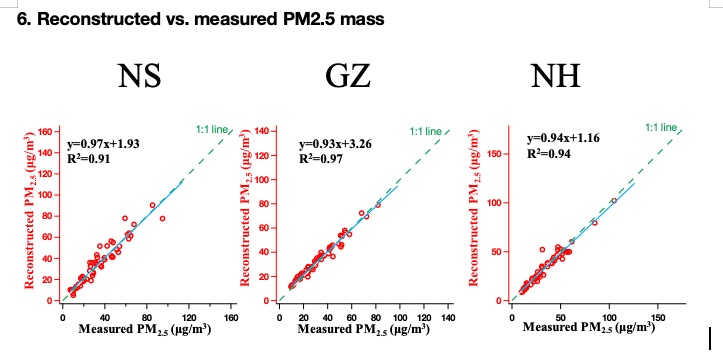 6. Reconstructed vs. measured PM2.5 mass
NS
GZ
NH
1:1 line
y=0.97x+1.93
R²=0.91
Reconstructed PM₂.₅ (µg/m³)
160
140
120
100
80
60
40
20
0
0 40 80 120 160
Measured PM₂.₅ (µg/m³)
1:1 line
y=0.93x+3.26
R²=0.97
Reconstructed PM₂.₅ (µg/m³)
140
120
100
80
60
40
20
0
0 20 40 60 80 100 120 140
Measured PM₂.₅ (µg/m³)
1:1 line
y=0.94x+1.16
R²=0.94
Reconstructed PM₂.₅ (µg/m³)
150
100
50
0
0 50 100 150
Measured PM₂.₅ (µg/m³)